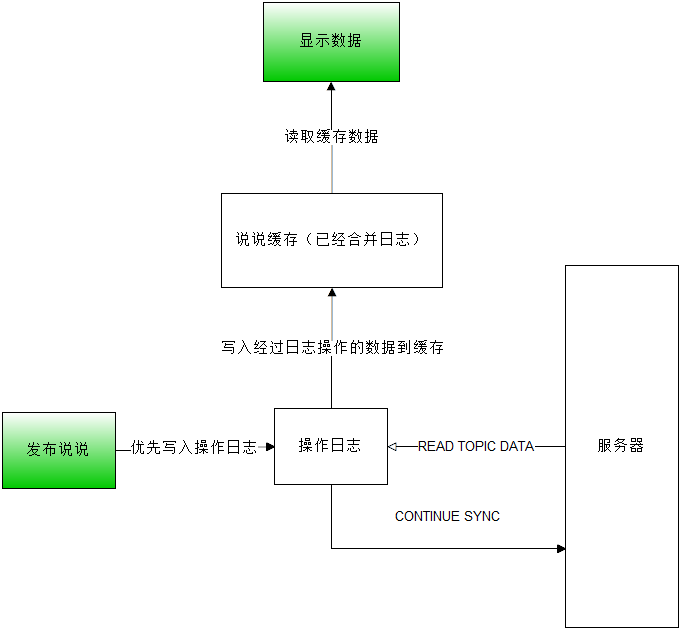 显示数据
读取缓存数据
说说缓存（已经合并日志）
写入经过日志操作的数据到缓存
发布说说
优先写入操作日志
操作日志
READ TOPIC DATA
服务器
CONTINUE SYNC